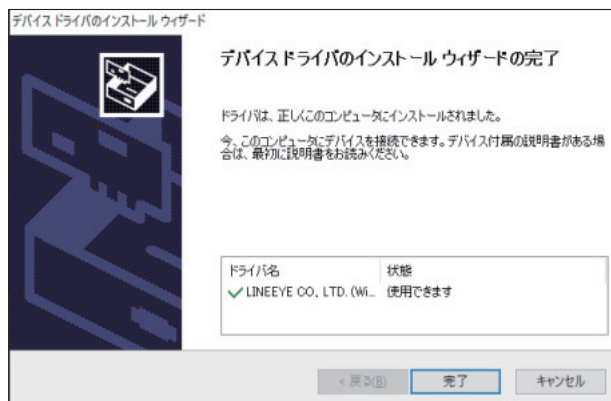 デバイス ドライバのインストール ウィザード
デバイス ドライバのインストール ウィザードの完了
ドライバは、正しくこのコンピュータにインストールされました。
今、このコンピュータにデバイスを接続できます。デバイス付属の説明書がある場
合は、最初に説明書をお読みください。
ドライバ名 状態
LINEEYE CO., LTD. (Wi... 使用できます
< 戻る(B) 完了 キャンセル